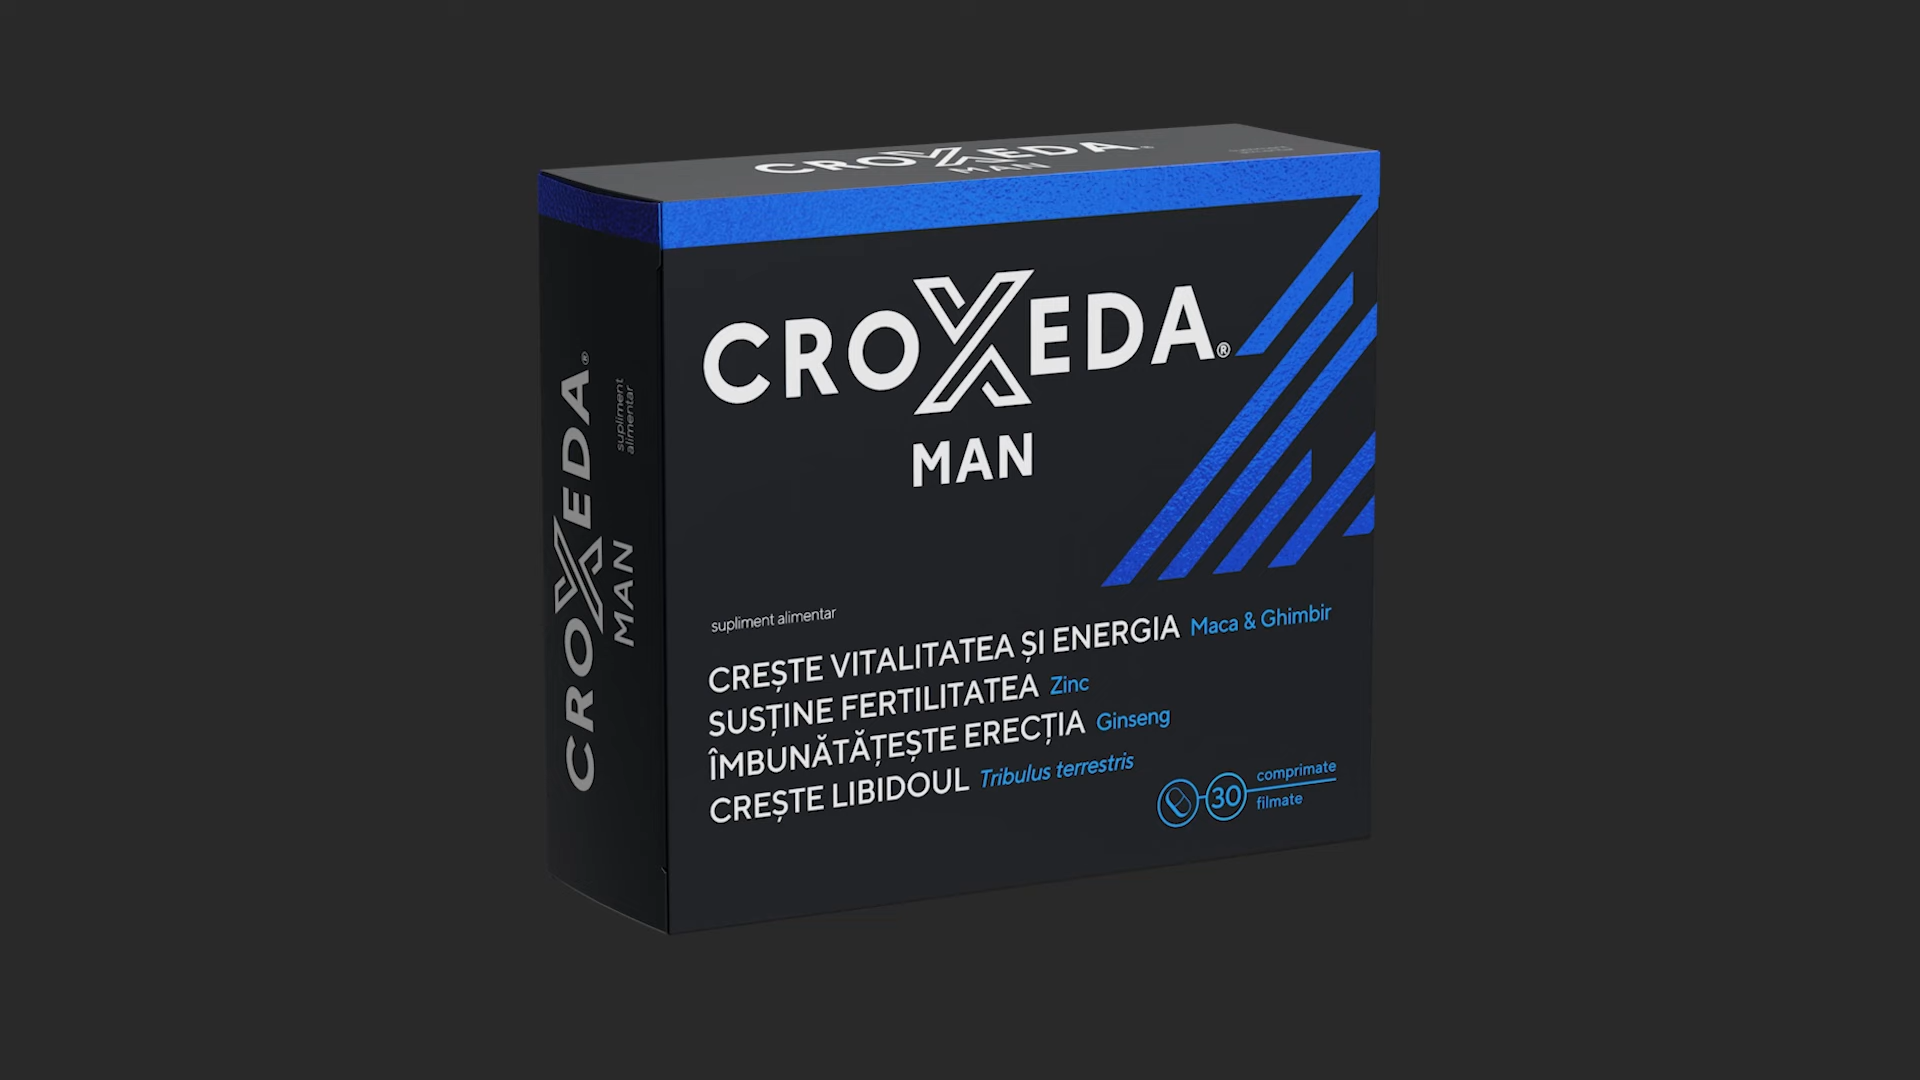 CROXEDA
MAN
CROXEDA®
MAN
supliment alimentar
CREȘTE VITALITATEA ȘI ENERGIA Maca & Ghimbir
SUSȚINE FERTILITATEA Zinc
ÎMBUNĂTĂȚEȘTE ERECȚIA Ginseng
CREȘTE LIBIDOUL Tribulus terrestris
30 comprimate
filmate
CROXEDA®
MAN
supliment
alimentar